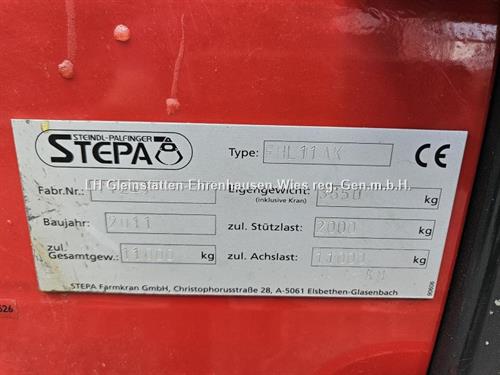 STEINDL-PALFINGER
STEPA
Type: FHL11AK
CE
LH Gleinstätten-Ehrenhausen-Wies reg. Gen.m.b.H.
Fabr.Nr.:
Eigengewicht: kg
(inklusive Kran)
Baujahr: 2011
zul. Stützlast: 2000 kg
zul.
Gesamtgew.: 11000 kg
zul. Achslast: 11000 kg
STEPA Farmkran GmbH, Christophorusstraße 28, A-5061 Elsbethen-Glasenbach
626